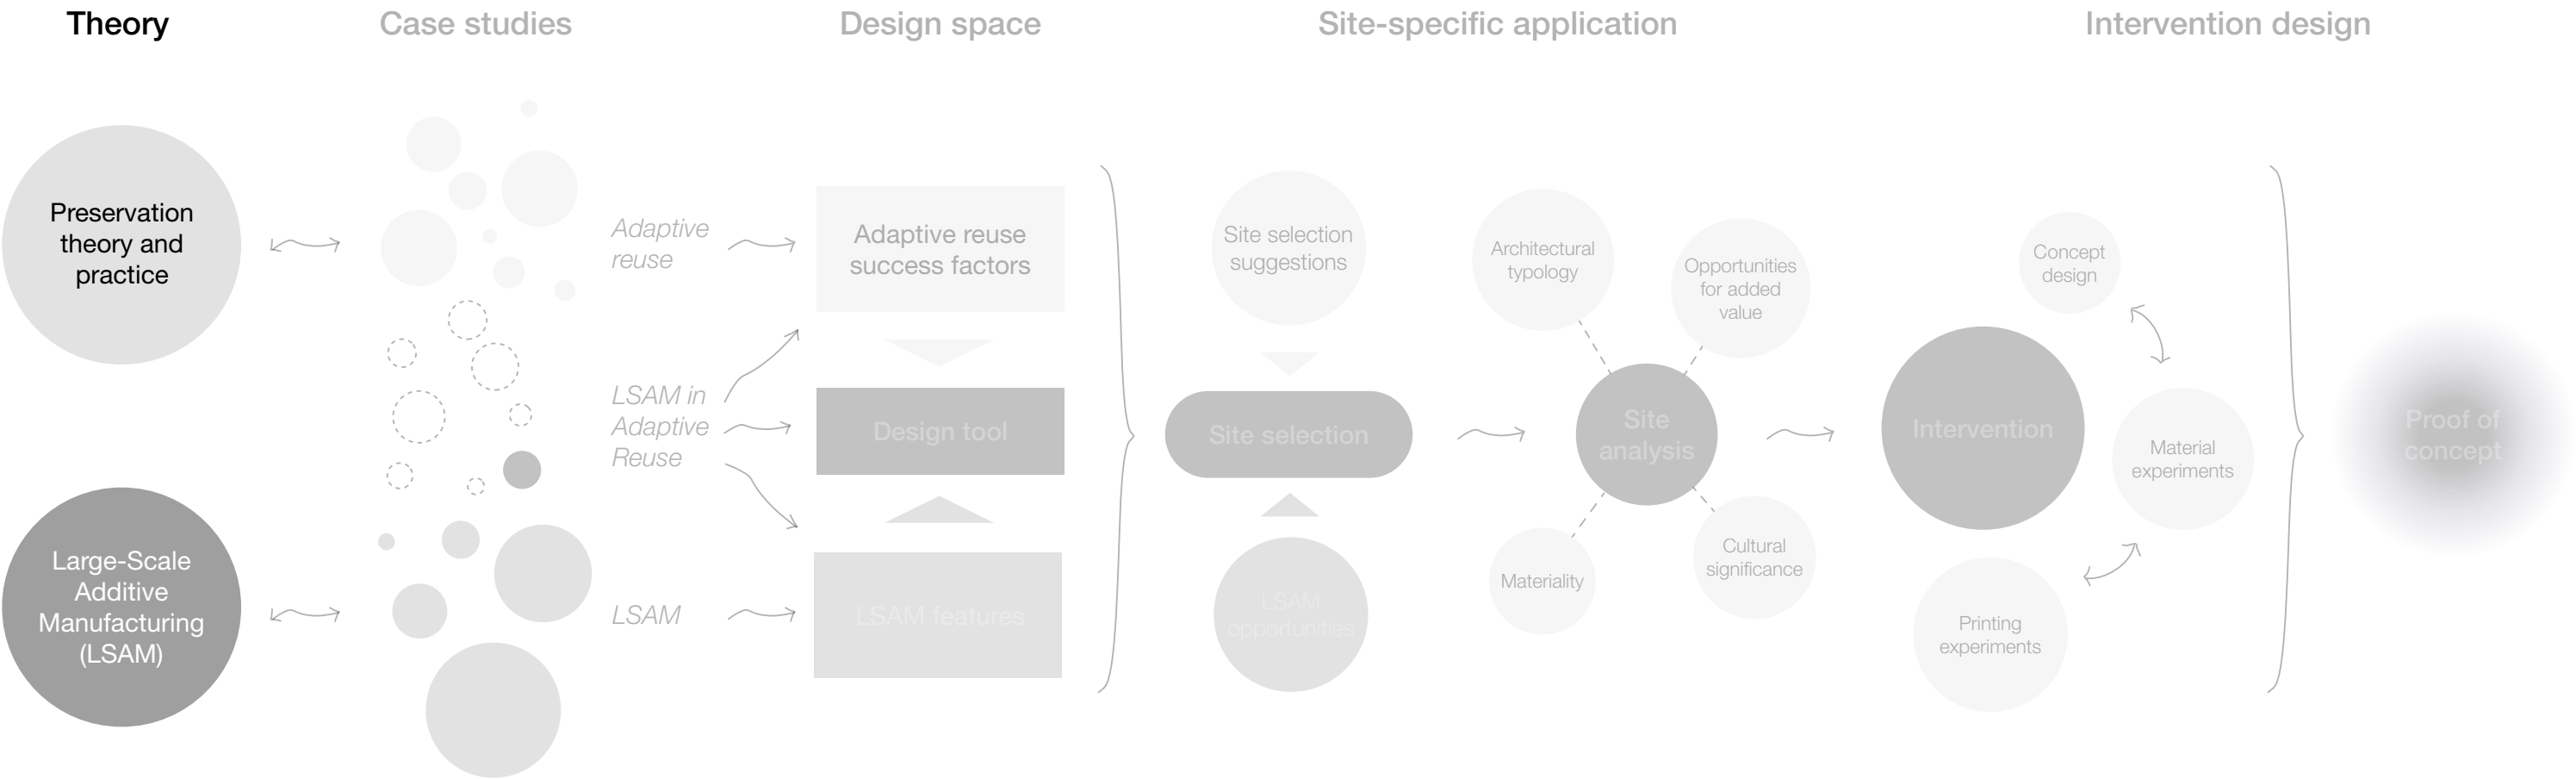 Theory
Case studies
Design space
Site-specific application
Intervention design
Preservation
theory and
practice
Large-Scale
Additive
Manufacturing
(LSAM)
Adaptive
reuse
LSAM in
Adaptive
Reuse
LSAM
Adaptive reuse
success factors
Design tool
LSAM features
Site selection
suggestions
Site selection
LSAM
opportunities
Architectural
typology
Opportunities
for added
value
Site
analysis
Materiality
Cultural
significance
Concept
design
Intervention
Material
experiments
Printing
experiments
Proof of
concept